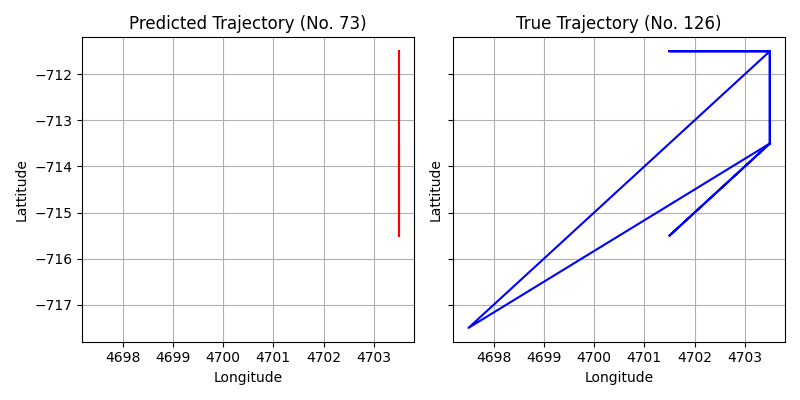 Predicted Trajectory (No. 73)
True Trajectory (No. 126)
Lattitude
−712
−713
−714
−715
−716
−717
4698 4699 4700 4701 4702 4703
Longitude
Lattitude
4698 4699 4700 4701 4702 4703
Longitude